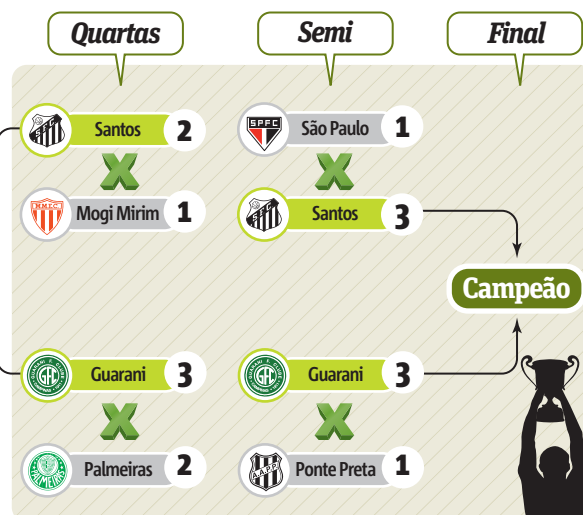 Quartas
Semi
Final
Santos 2
X
Mogi Mirim 1
Guarani 3
X
Palmeiras 2
São Paulo 1
SPFC
X
Santos 3
Guarani 3
X
Ponte Preta 1
Campeão